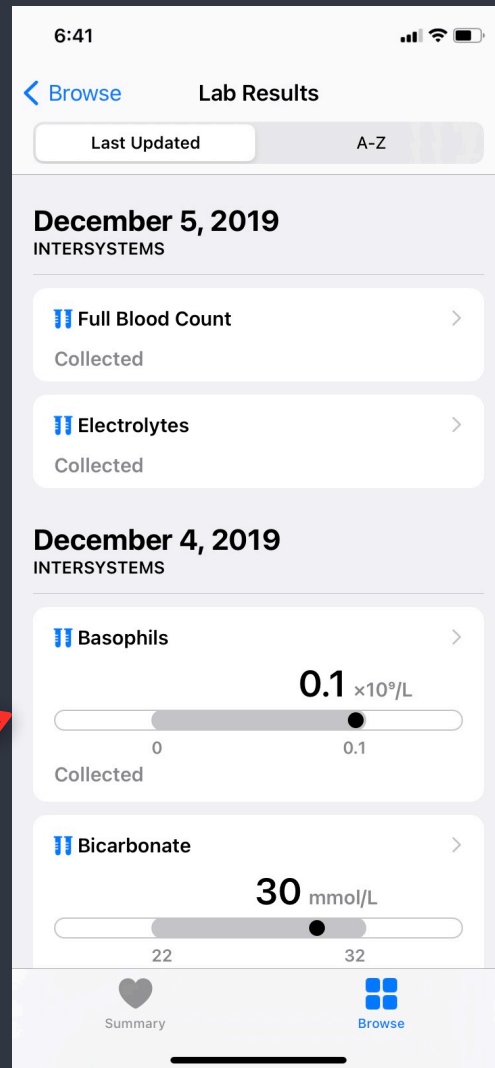 6:41
Browse
Lab Results
Last Updated
A-Z
December 5, 2019
INTERSYSTEMS
Full Blood Count
Collected
Electrolytes
Collected
December 4, 2019
INTERSYSTEMS
Basophils
0.1 ×10⁹/L
0 0.1
Collected
Bicarbonate
30 mmol/L
22 32
Summary Browse